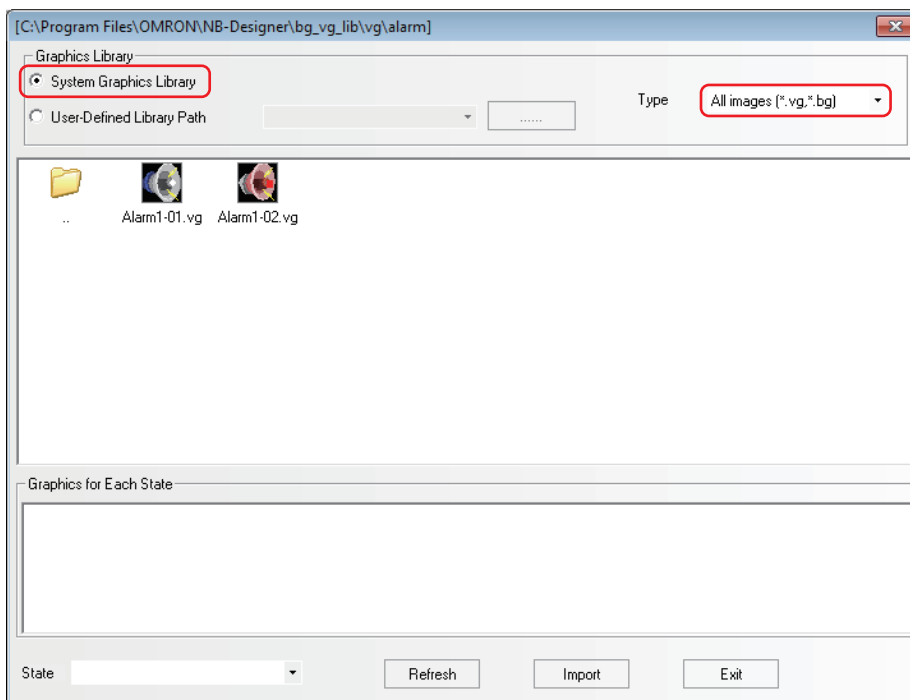 [C:\Program Files\OMRON\NB-Designer\bg_vg_lib\vg\alarm]
Graphics Library
System Graphics Library
Type All images (*.vg,*.bg)
User-Defined Library Path ......
.. Alarm1-01.vg Alarm1-02.vg
Graphics for Each State
State Refresh Import Exit